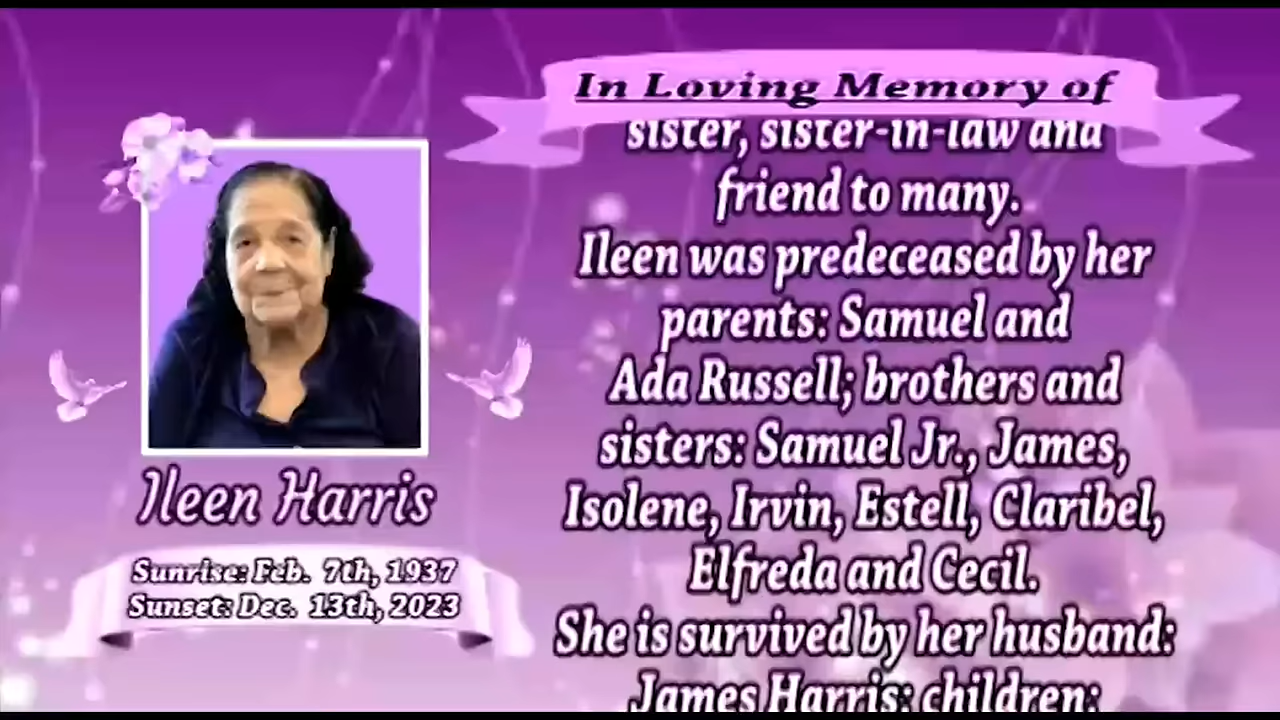 In Loving Memory of
sister, sister-in-law and
friend to many.
Ileen was predeceased by her
parents: Samuel and
Ada Russell; brothers and
sisters: Samuel Jr., James,
Isolene, Irvin, Estell, Claribel,
Elfreda and Cecil.
She is survived by her husband:
James Harris; children:
Ileen Harris
Sunrise: Feb. 7th, 1937
Sunset: Dec. 13th, 2023